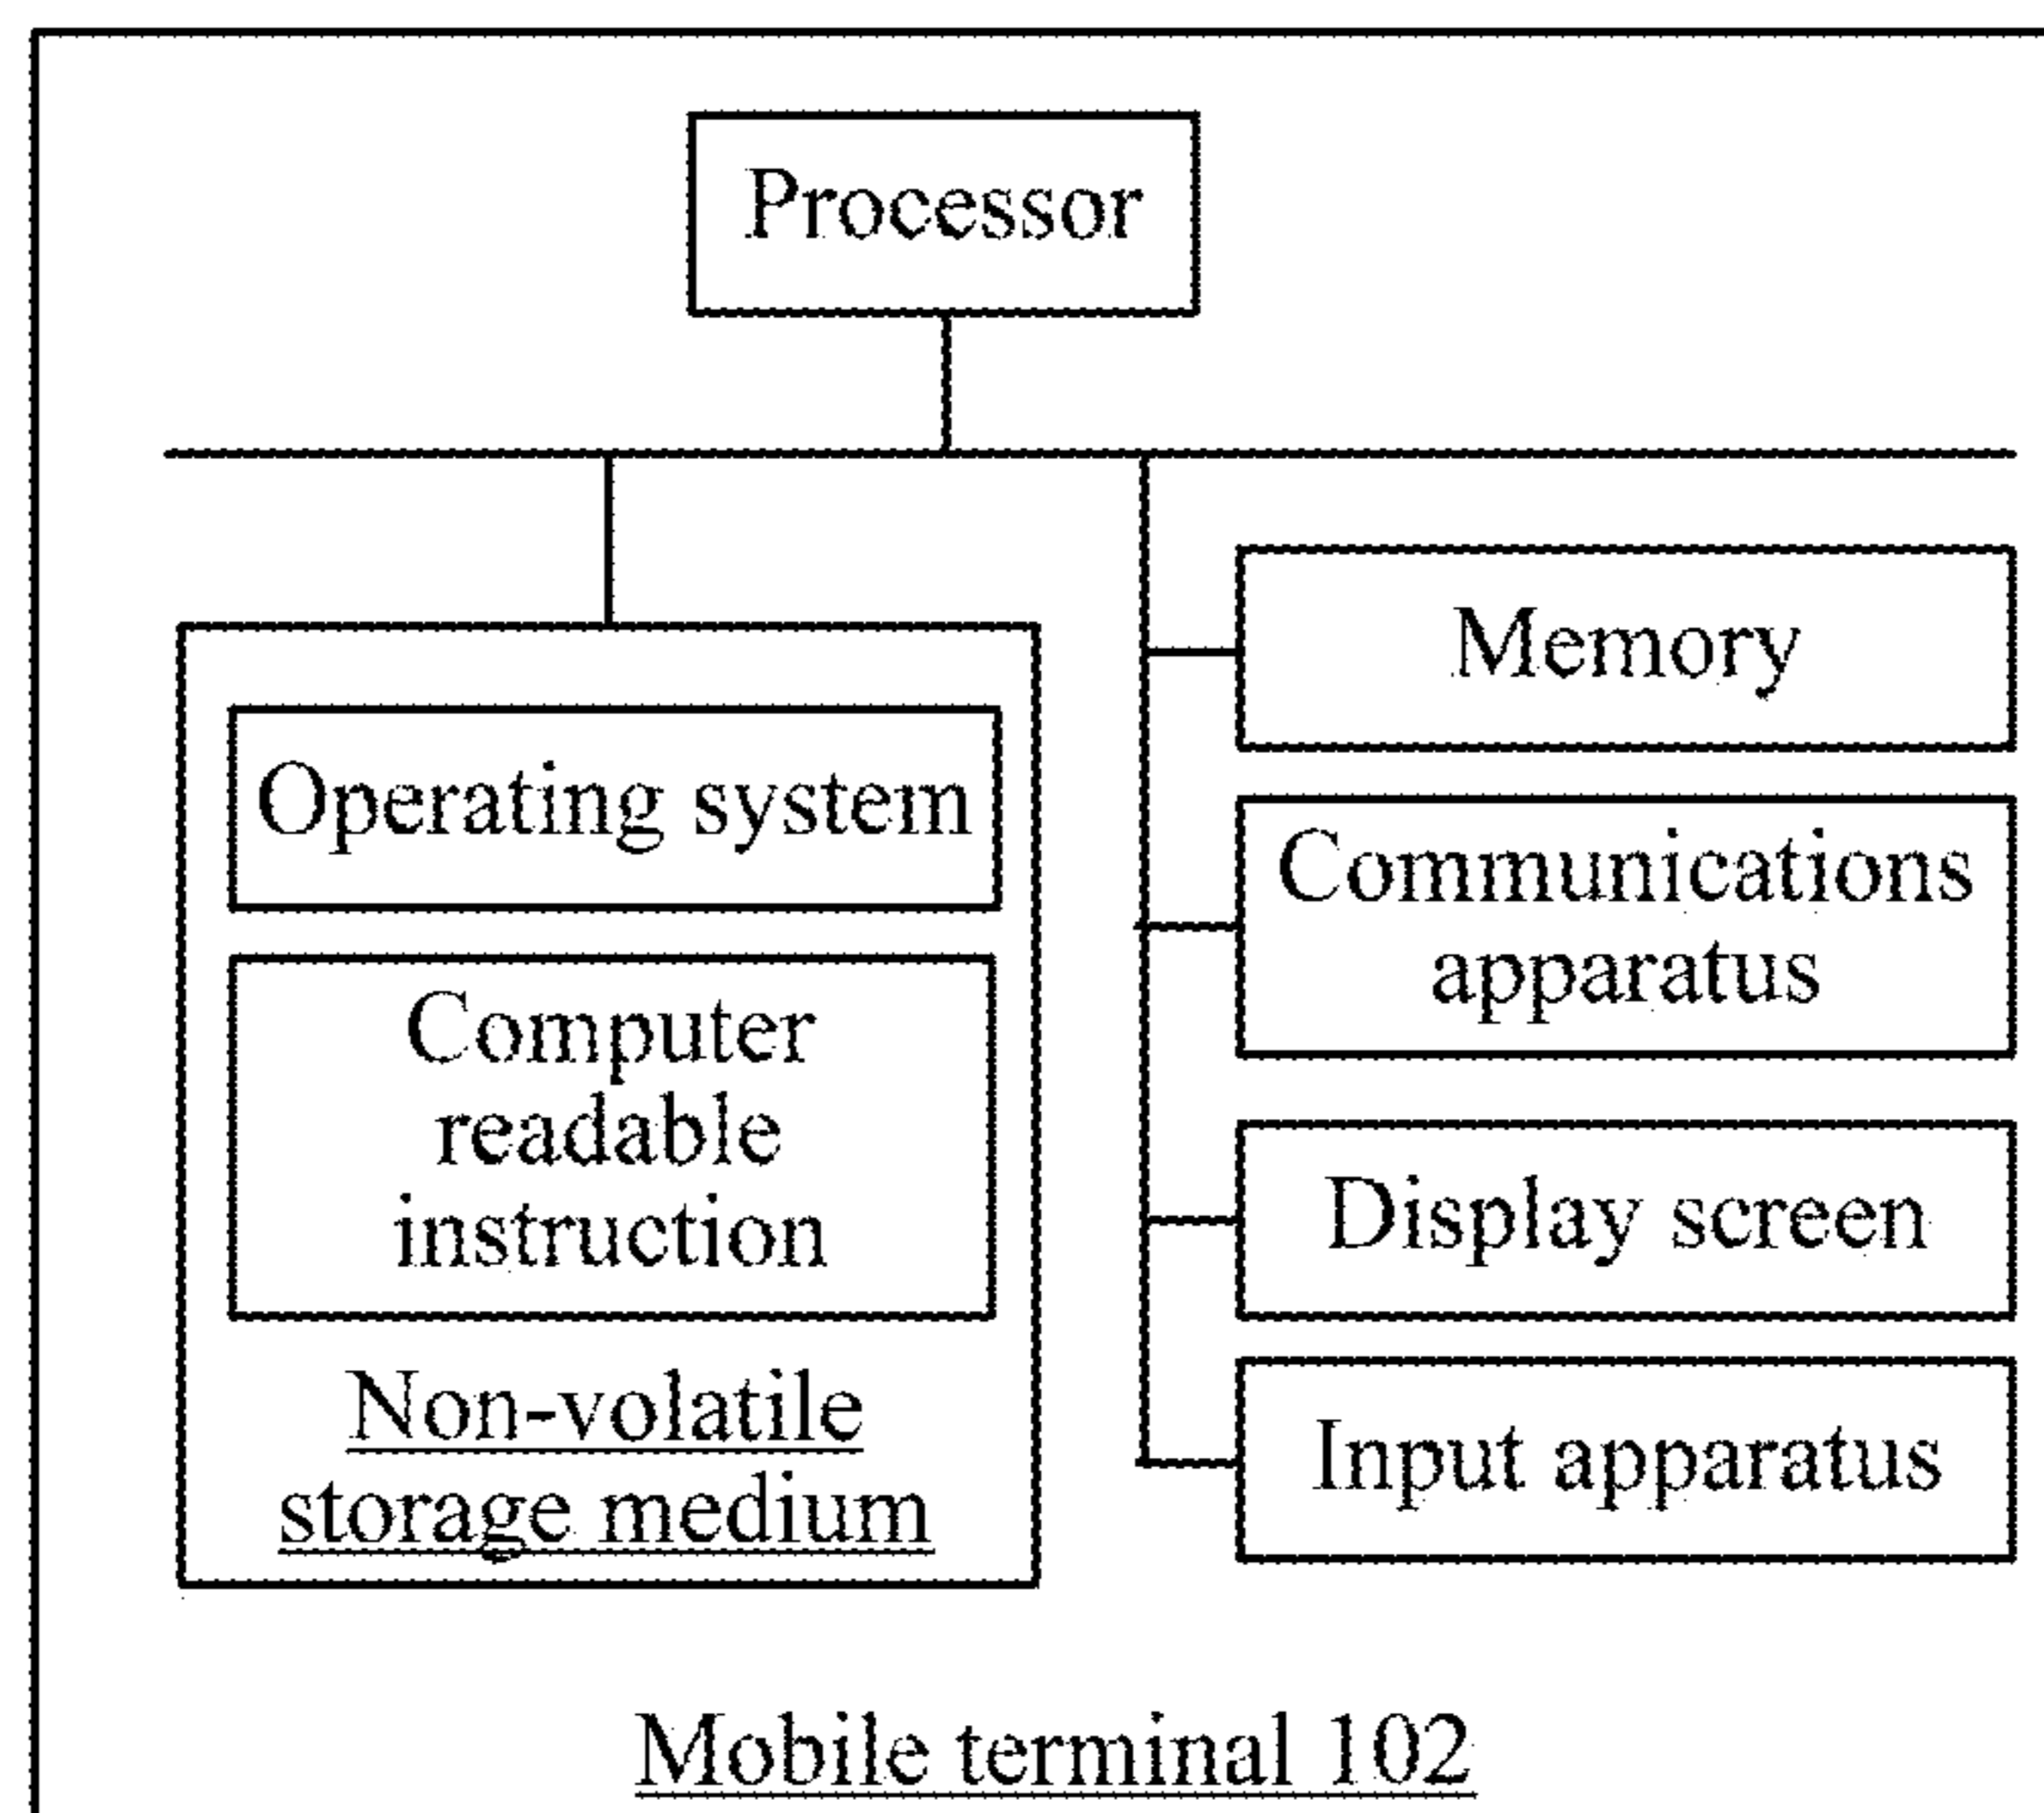 Processor
Operating system
Computer
readable
instruction
Non-volatile
storage medium
Memory
Communications
apparatus
Display screen
Input apparatus
Mobile terminal 102